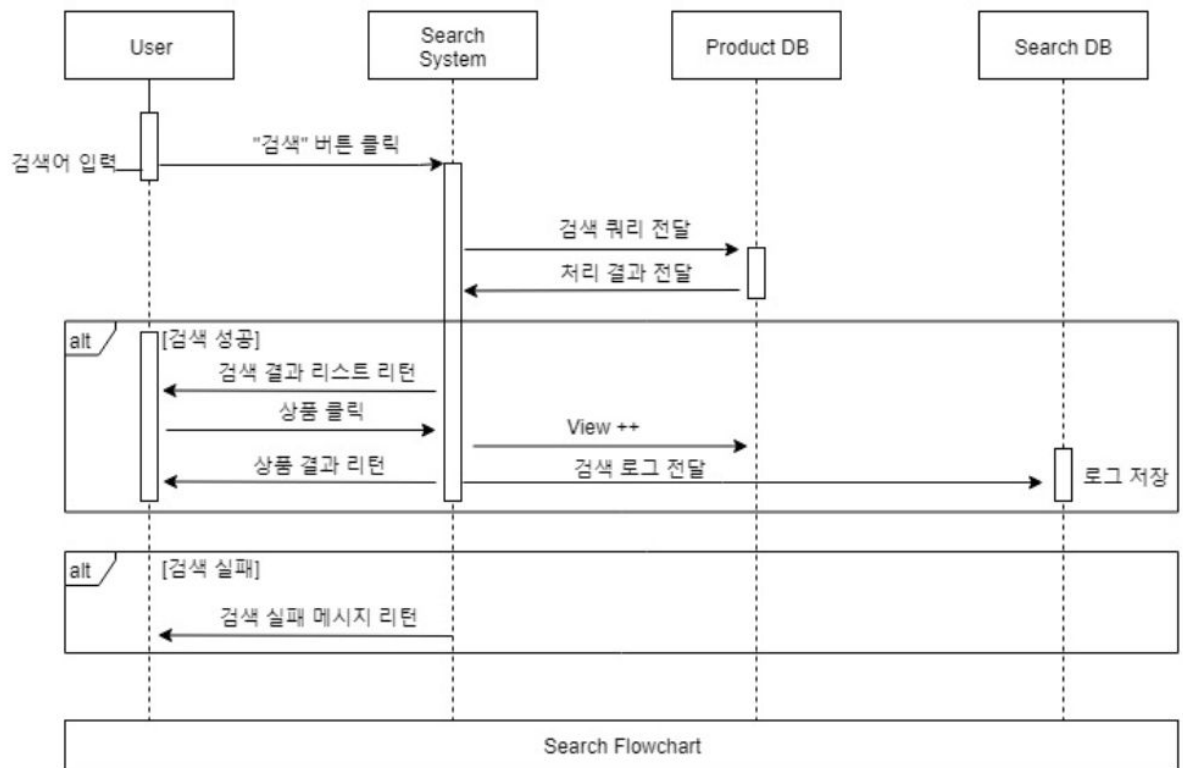 User
Search
System
Product DB
Search DB
"검색" 버튼 클릭
검색어 입력
검색 쿼리 전달
처리 결과 전달
alt
[검색 성공]
검색 결과 리스트 리턴
상품 클릭
View ++
상품 결과 리턴
검색 로그 전달
로그 저장
alt
[검색 실패]
검색 실패 메시지 리턴
Search Flowchart